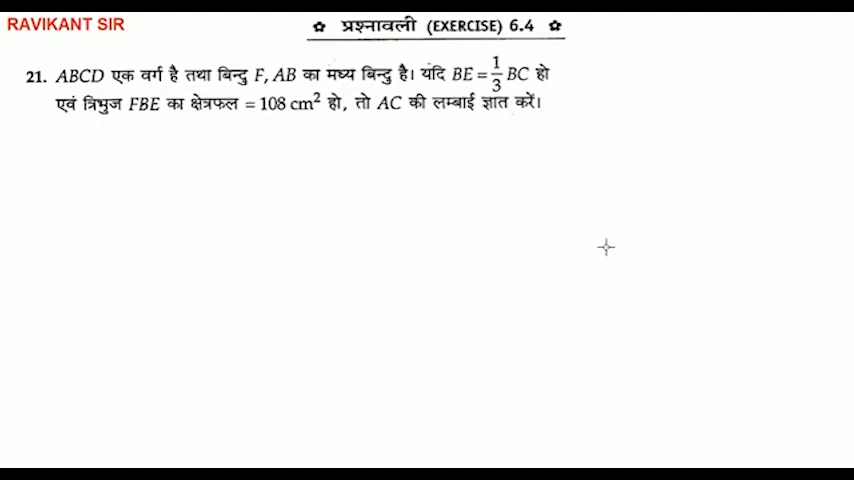 RAVIKANT SIR
✿ प्रश्नावली (EXERCISE) 6.4 ✿
21. ABCD एक वर्ग है तथा बिन्दु F, AB का मध्य बिन्दु है। यदि BE = 1/3 BC हो
एवं त्रिभुज FBE का क्षेत्रफल = 108 cm² हो, तो AC की लम्बाई ज्ञात करें।